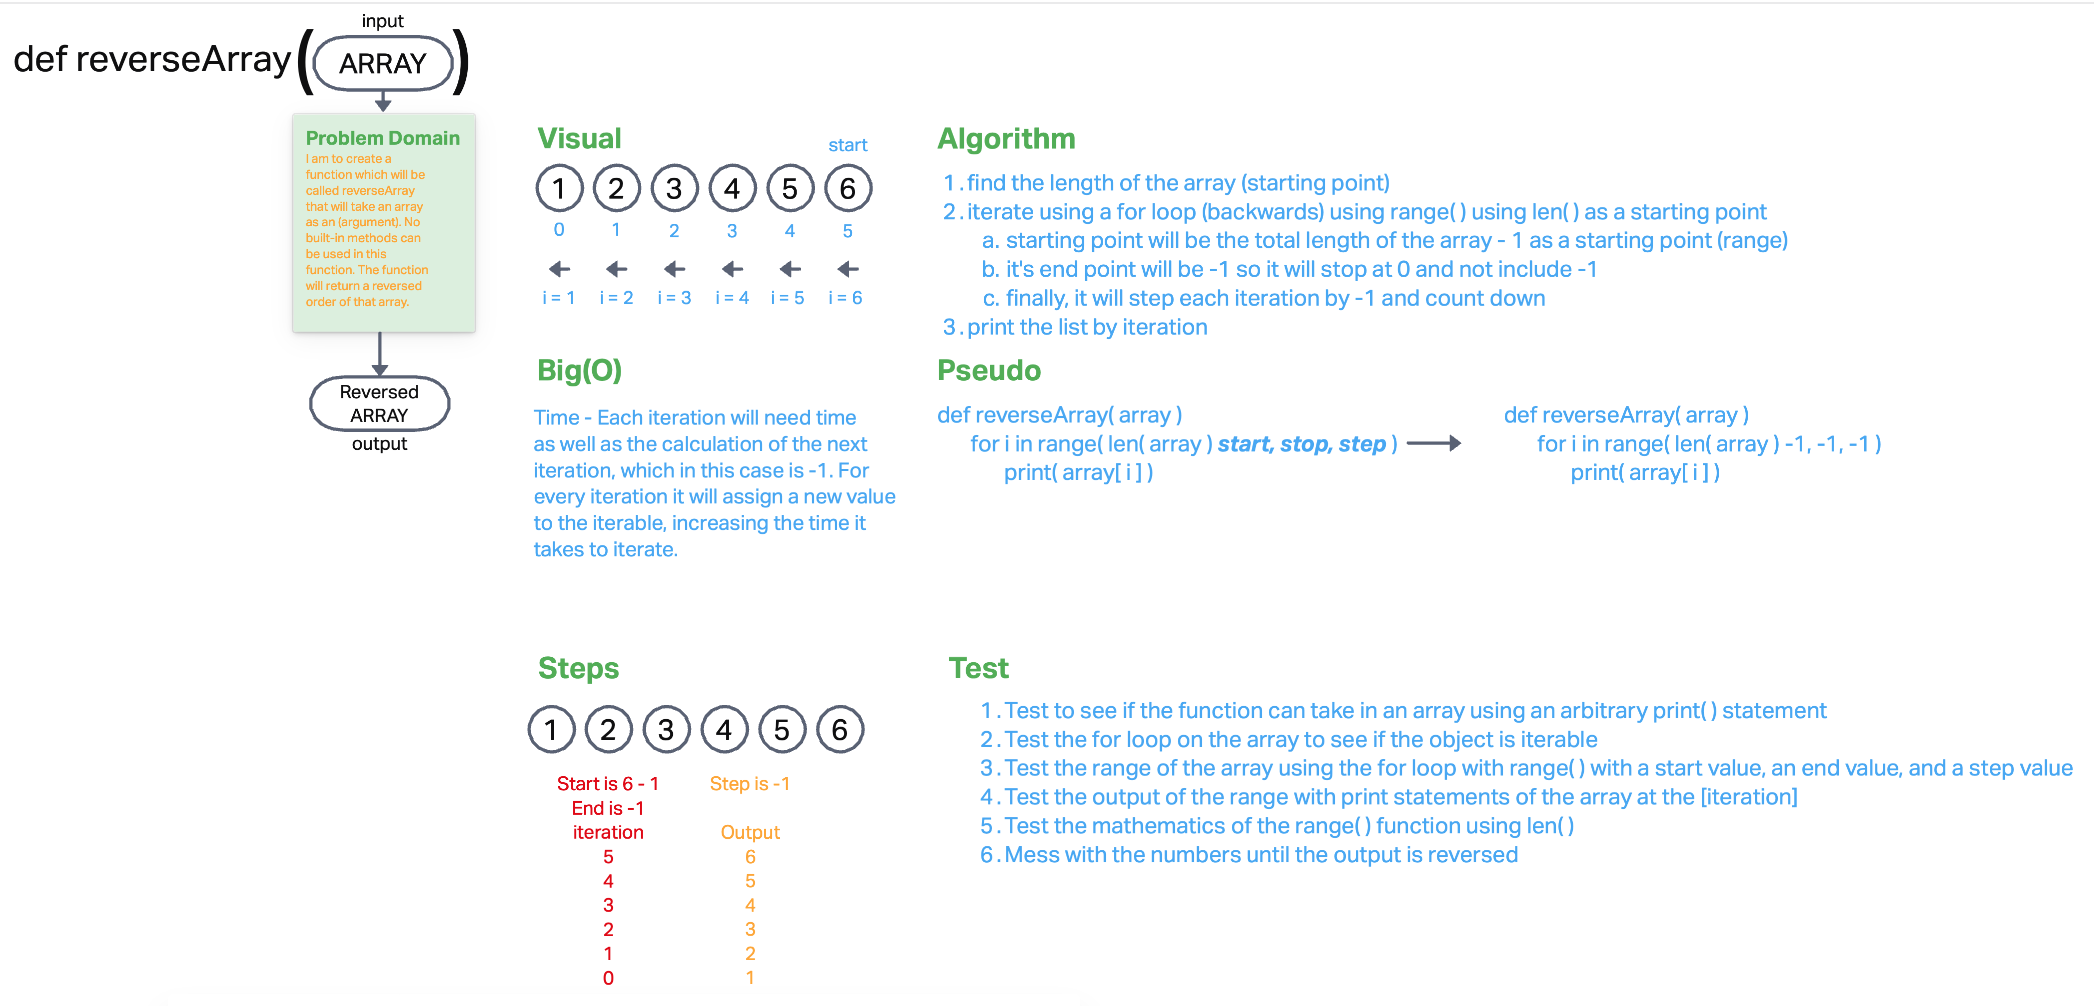 input
def reverseArray( ARRAY )
Problem Domain
I am to create a
function which will be
called reverseArray
that will take an array
as an (argument). No
built-in methods can
be used in this
function. The function
will return a reversed
order of that array.
Reversed
ARRAY
output
Visual
start
1 2 3 4 5 6
0 1 2 3 4 5
i = 1 i = 2 i = 3 i = 4 i = 5 i = 6
Algorithm
1. find the length of the array (starting point)
2. iterate using a for loop (backwards) using range( ) using len( ) as a starting point
a. starting point will be the total length of the array - 1 as a starting point (range)
b. it's end point will be -1 so it will stop at 0 and not include -1
c. finally, it will step each iteration by -1 and count down
3. print the list by iteration
Big(O)
Time - Each iteration will need time
as well as the calculation of the next
iteration, which in this case is -1. For
every iteration it will assign a new value
to the iterable, increasing the time it
takes to iterate.
Pseudo
def reverseArray( array )
for i in range( len( array ) start, stop, step )
print( array[ i ] )
def reverseArray( array )
for i in range( len( array ) -1, -1, -1 )
print( array[ i ] )
Steps
1 2 3 4 5 6
Start is 6 - 1 Step is -1
End is -1
iteration Output
5 6
4 5
3 4
2 3
1 2
0 1
Test
1. Test to see if the function can take in an array using an arbitrary print( ) statement
2. Test the for loop on the array to see if the object is iterable
3. Test the range of the array using the for loop with range( ) with a start value, an end value, and a step value
4. Test the output of the range with print statements of the array at the [iteration]
5. Test the mathematics of the range( ) function using len( )
6. Mess with the numbers until the output is reversed